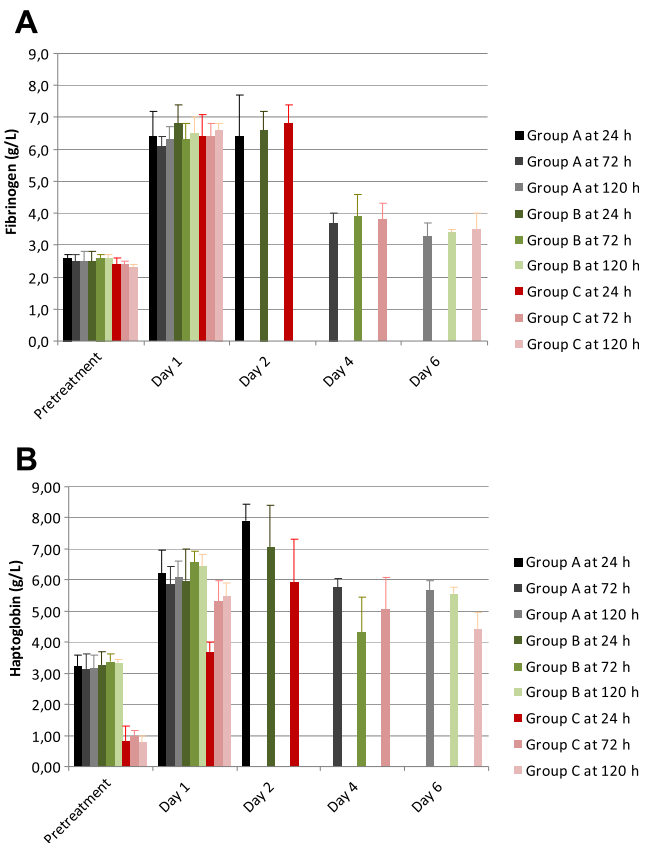 A
9,0
8,0
7,0
6,0
5,0
4,0
3,0
2,0
1,0
0,0
Fibrinogen (g/L)
Pretreatment
Day 1
Day 2
Day 4
Day 6
Group A at 24 h
Group A at 72 h
Group A at 120 h
Group B at 24 h
Group B at 72 h
Group B at 120 h
Group C at 24 h
Group C at 72 h
Group C at 120 h
B
9,00
8,00
7,00
6,00
5,00
4,00
3,00
2,00
1,00
0,00
Haptoglobin (g/L)
Pretreatment
Day 1
Day 2
Day 4
Day 6
Group A at 24 h
Group A at 72 h
Group A at 120 h
Group B at 24 h
Group B at 72 h
Group B at 120 h
Group C at 24 h
Group C at 72 h
Group C at 120 h